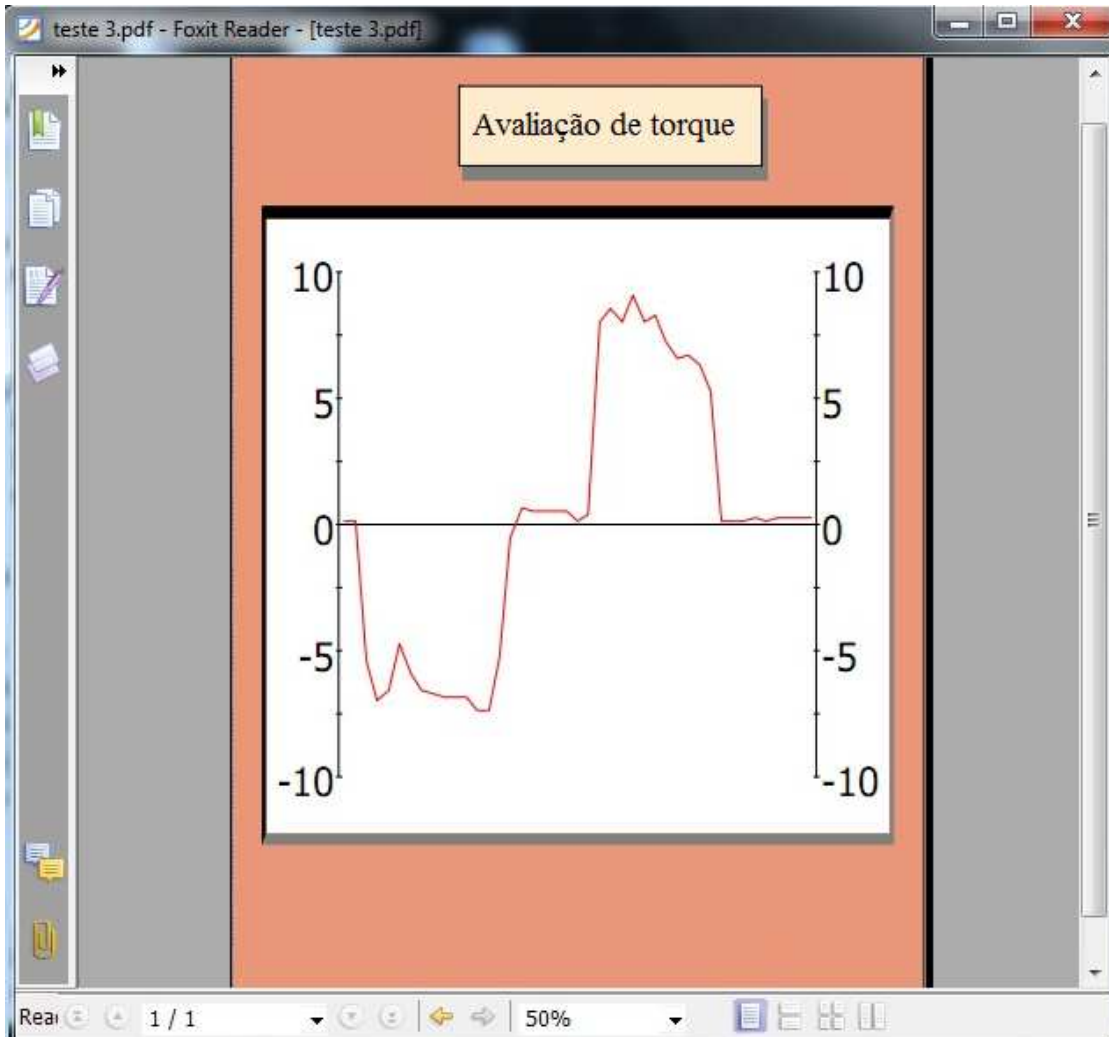 teste 3.pdf - Foxit Reader - [teste 3.pdf]
Avaliação de torque
10 10
5 5
0 0
-5 -5
-10 -10
1 / 1 50%